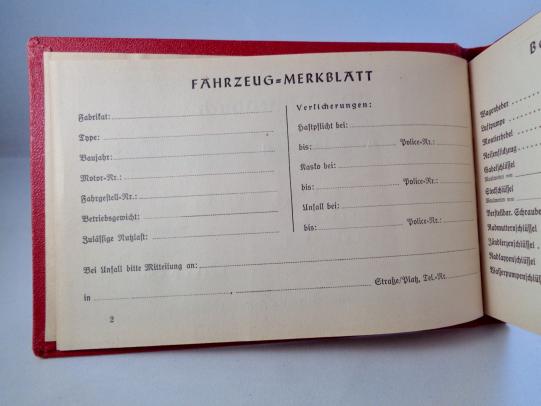 FAHRZEUG=MERKBLATT
Fabrikat:
Type:
Baujahr:
Motor-Nr.:
Fahrgestell-Nr.:
Betriebsgewicht:
Zulässige Nutzlast:
Versicherungen:
Haftpflicht bei:
bis: Police-Nr.:
Kasko bei:
bis: Police-Nr.:
Unfall bei:
bis: Police-Nr.:
Bei Unfall bitte Mitteilung an:
in Straße/Platz, Tel.-Nr.
2
Wagenheber
Luftpumpe
Montierhebel
Reifenflickzeug
Gabelschlüssel
Steckschlüssel
Verstellbar. Schraube
Radmutternschlüssel
Zündkerzenschlüssel
Radkappenschlüssel
Wasserpumpenschlüssel